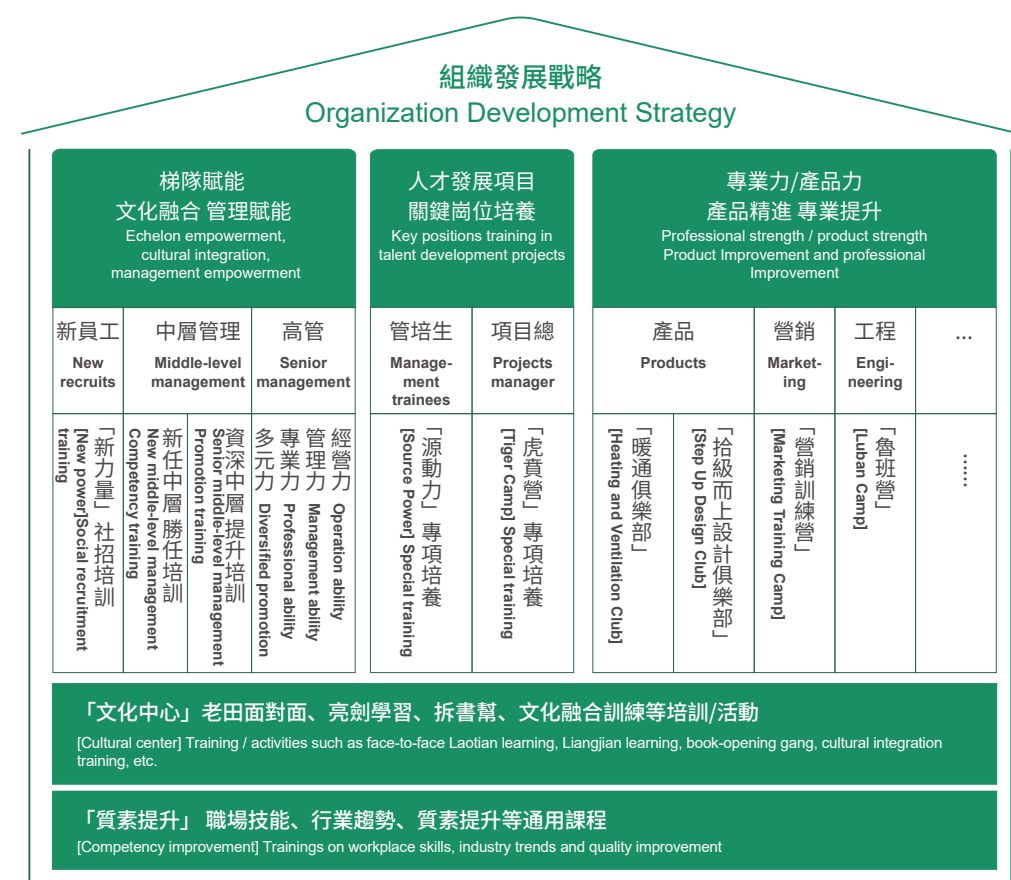 組織發展戰略
Organization Development Strategy
梯隊賦能
文化融合 管理賦能
Echelon empowerment,
cultural integration,
management empowerment
人才發展項目
關鍵崗位培養
Key positions training in
talent development projects
專業力/產品力
產品精進 專業提升
Professional strength / product strength
Product Improvement and professional
Improvement
新員工
New
recruits
中層管理
Middle-level
management
高管
Senior
management
管培生
Manage-
ment
trainees
項目總
Projects
manager
產品
Products
營銷
Market-
ing
工程
Engi-
neering
...
「新力量」社招培訓
[New power]Social recruitment
training
新任中層 勝任培訓
New middle-level management
Competency training
資深中層 提升培訓
Senior middle-level management
Promotion training
經營力 Operation ability
管理力 Management ability
專業力 Professional ability
多元力 Diversified promotion
「源動力」專項培養
[Source Power] Special training
「虎賁營」專項培養
[Tiger Camp] Special training
「暖通俱樂部」
[Heating and Ventilation Club]
「拾級而上設計俱樂部」
[Step Up Design Club]
「營銷訓練營」
[Marketing Training Camp]
「魯班營」
[Luban Camp]
......
「文化中心」老田面對面、亮劍學習、拆書幫、文化融合訓練等培訓/活動
[Cultural center] Training / activities such as face-to-face Laotian learning, Liangjian learning, book-opening gang, cultural integration
training, etc.
「質素提升」 職場技能、行業趨勢、質素提升等通用課程
[Competency improvement] Trainings on workplace skills, industry trends and quality improvement